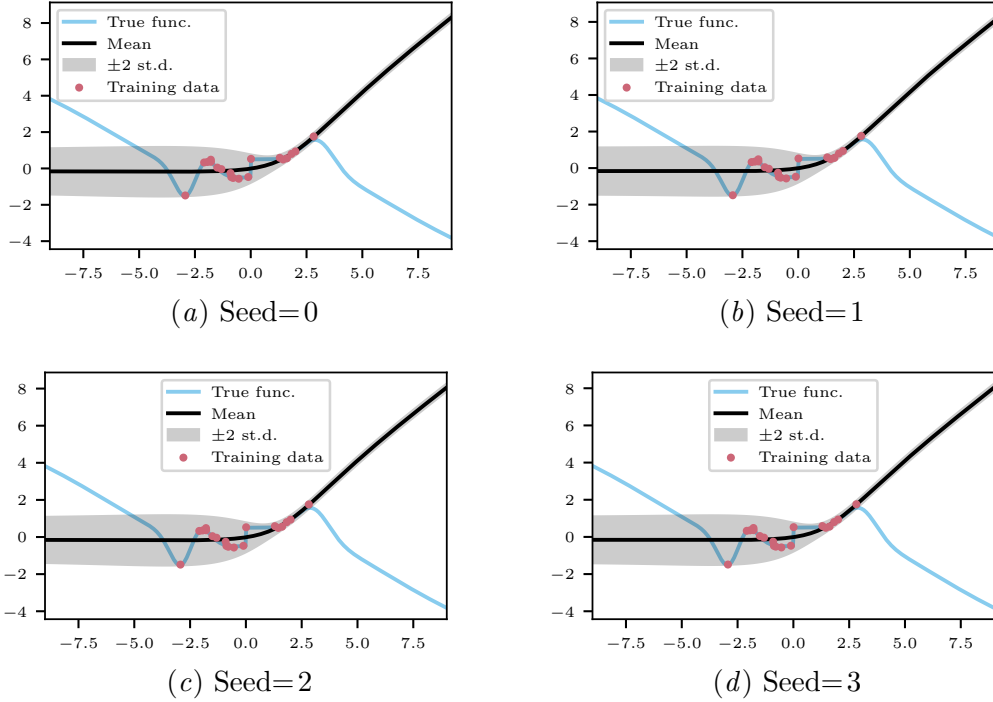 8
6
4
2
0
−2
−4
True func.
Mean
±2 st.d.
Training data
−7.5 −5.0 −2.5 0.0 2.5 5.0 7.5
(a) Seed=0
8
6
4
2
0
−2
−4
True func.
Mean
±2 st.d.
Training data
−7.5 −5.0 −2.5 0.0 2.5 5.0 7.5
(b) Seed=1
8
6
4
2
0
−2
−4
True func.
Mean
±2 st.d.
Training data
−7.5 −5.0 −2.5 0.0 2.5 5.0 7.5
(c) Seed=2
8
6
4
2
0
−2
−4
True func.
Mean
±2 st.d.
Training data
−7.5 −5.0 −2.5 0.0 2.5 5.0 7.5
(d) Seed=3